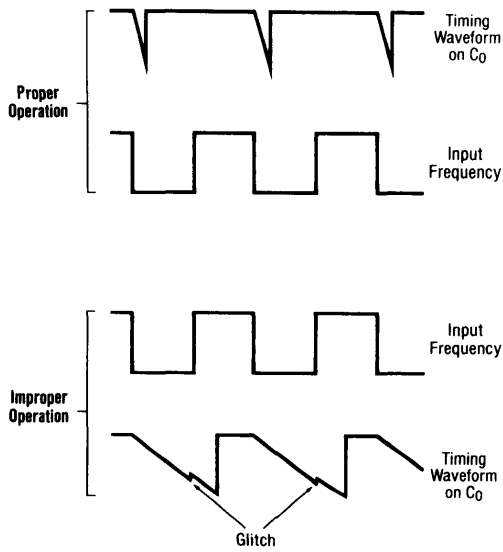 Timing
Waveform
on C0
Proper
Operation
Input
Frequency
Input
Frequency
Improper
Operation
Timing
Waveform
on C0
Glitch